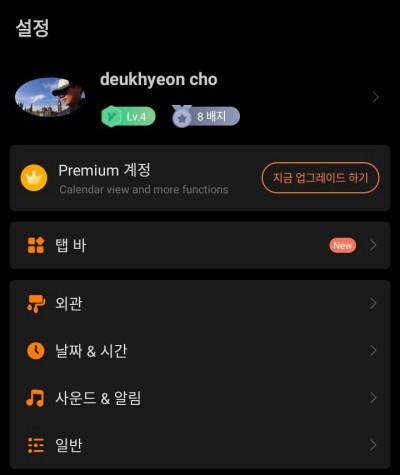 설정
deukhyeon cho
Lv.4
8 배지
Premium 계정
Calendar view and more functions
지금 업그레이드 하기
탭 바
New
외관
날짜 & 시간
사운드 & 알림
일반